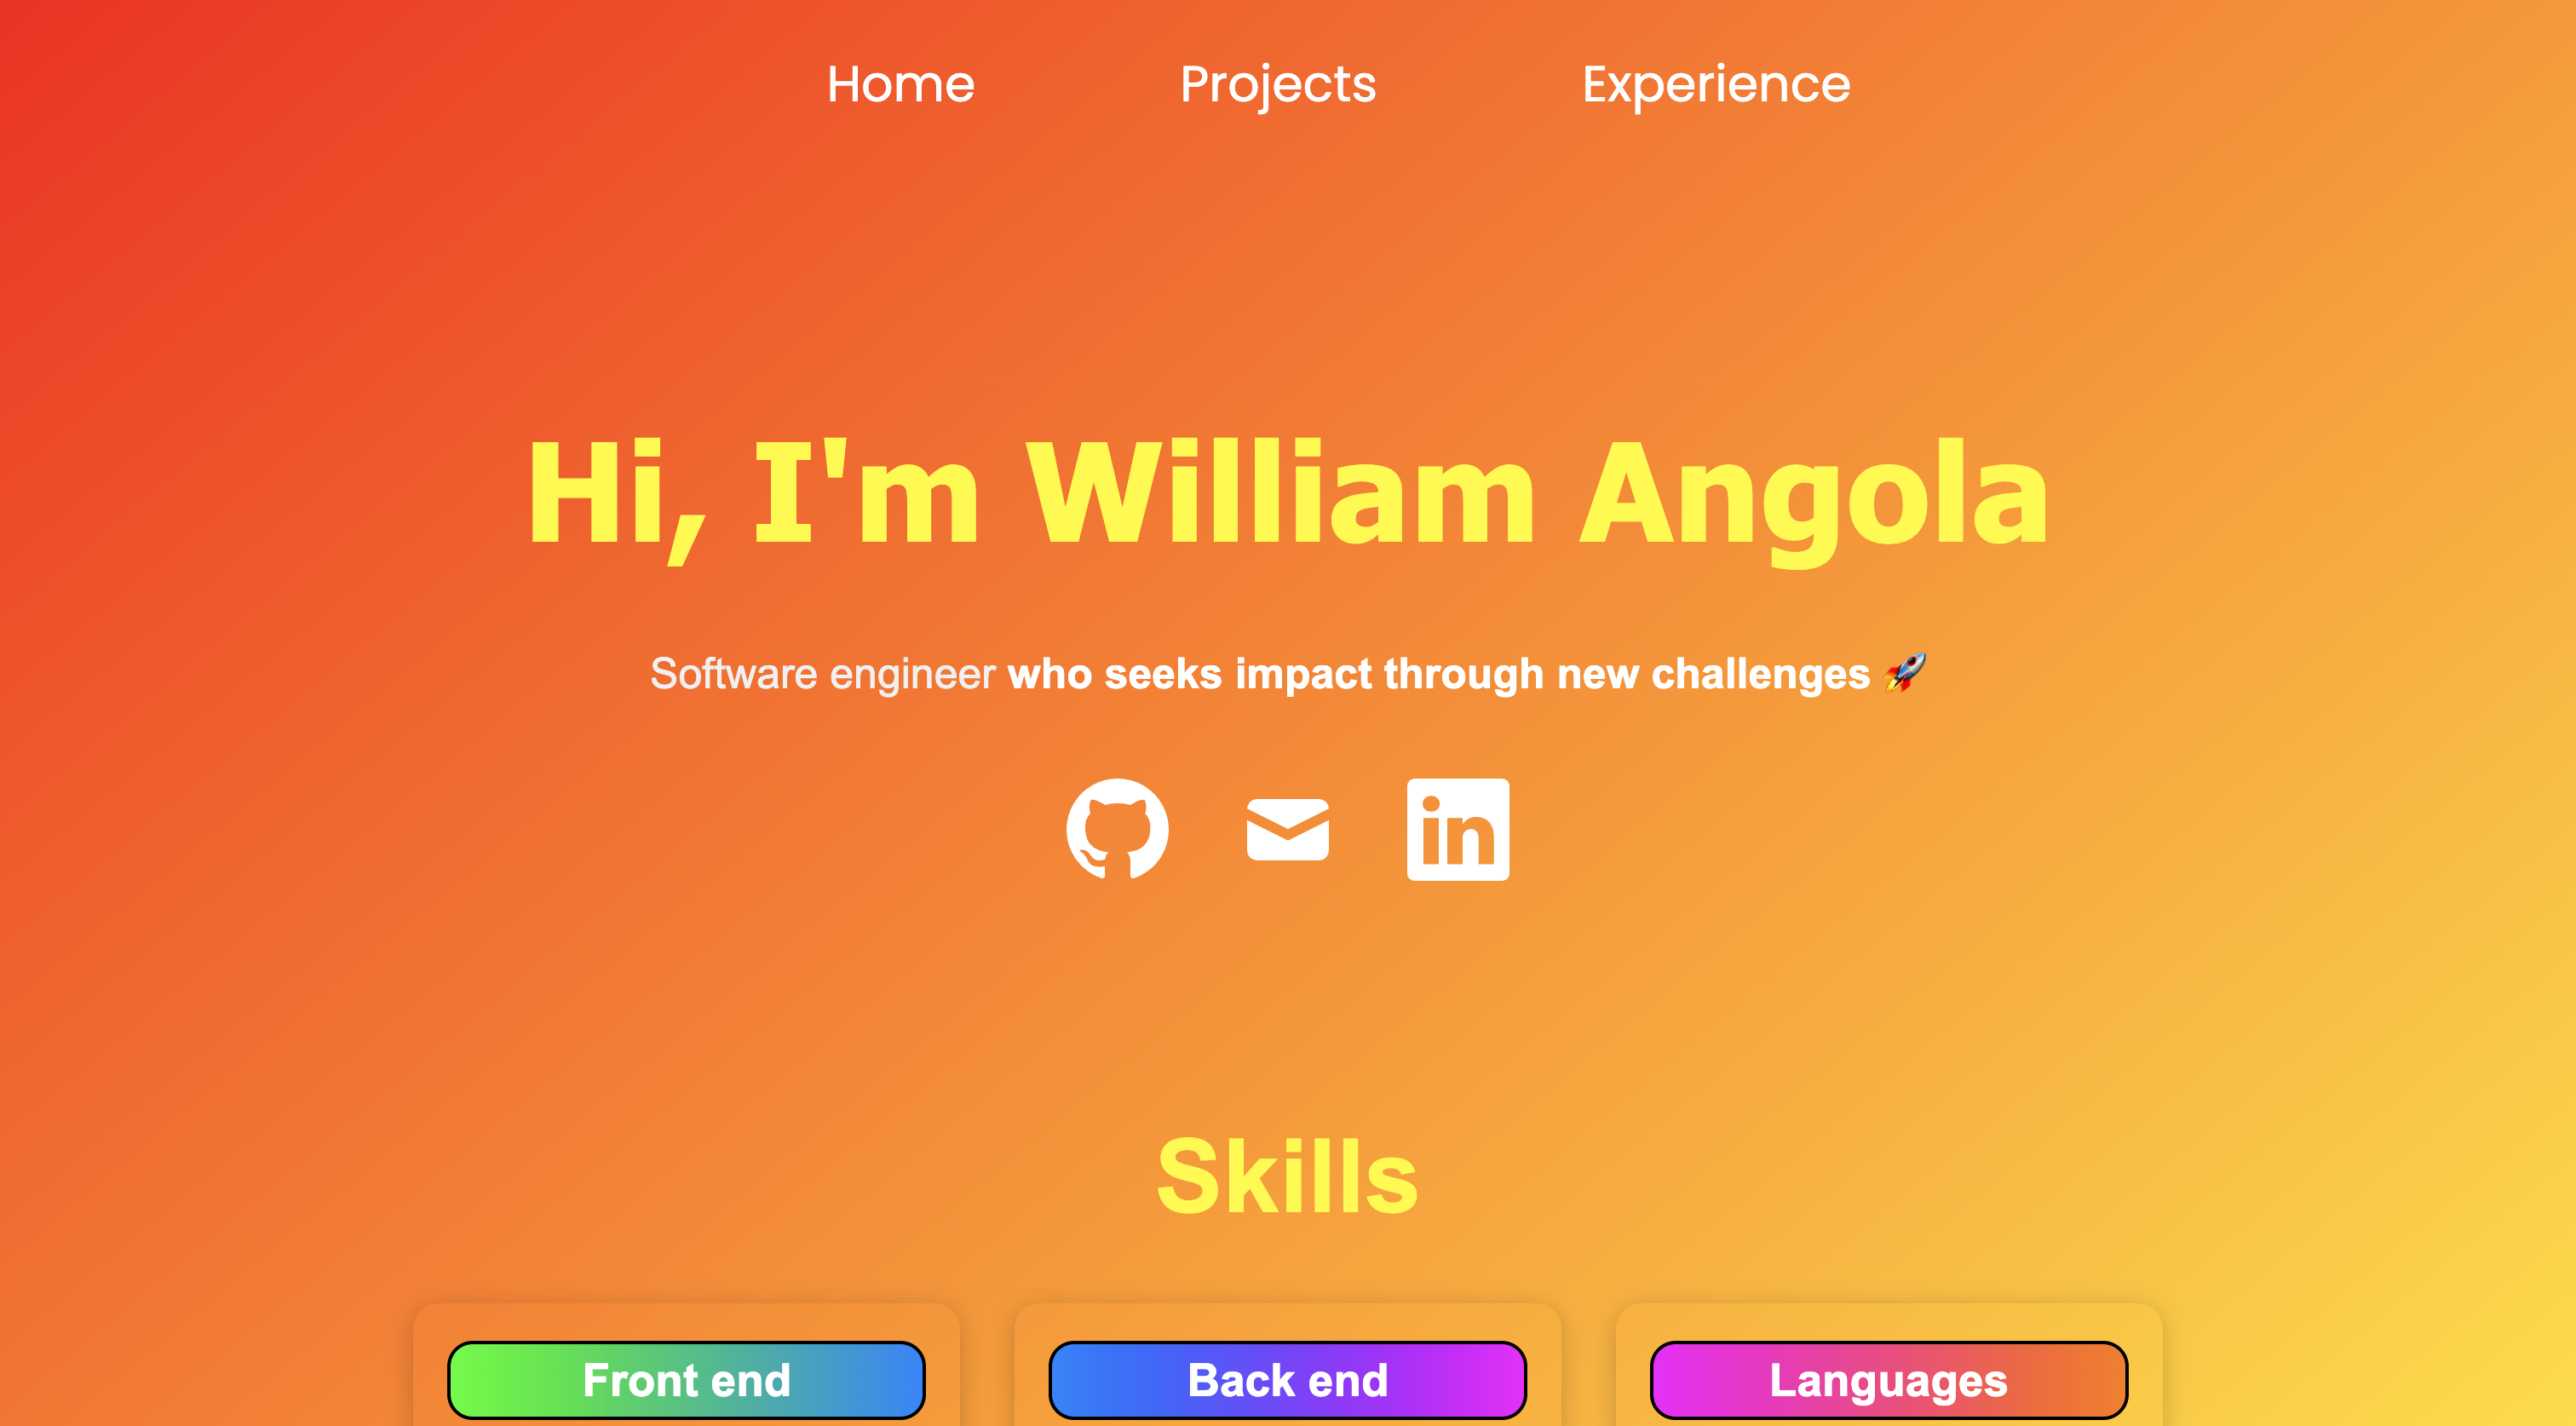 Home Projects Experience
Hi, I'm William Angola
Software engineer who seeks impact through new challenges 🚀
in
Skills
Front end Back end Languages